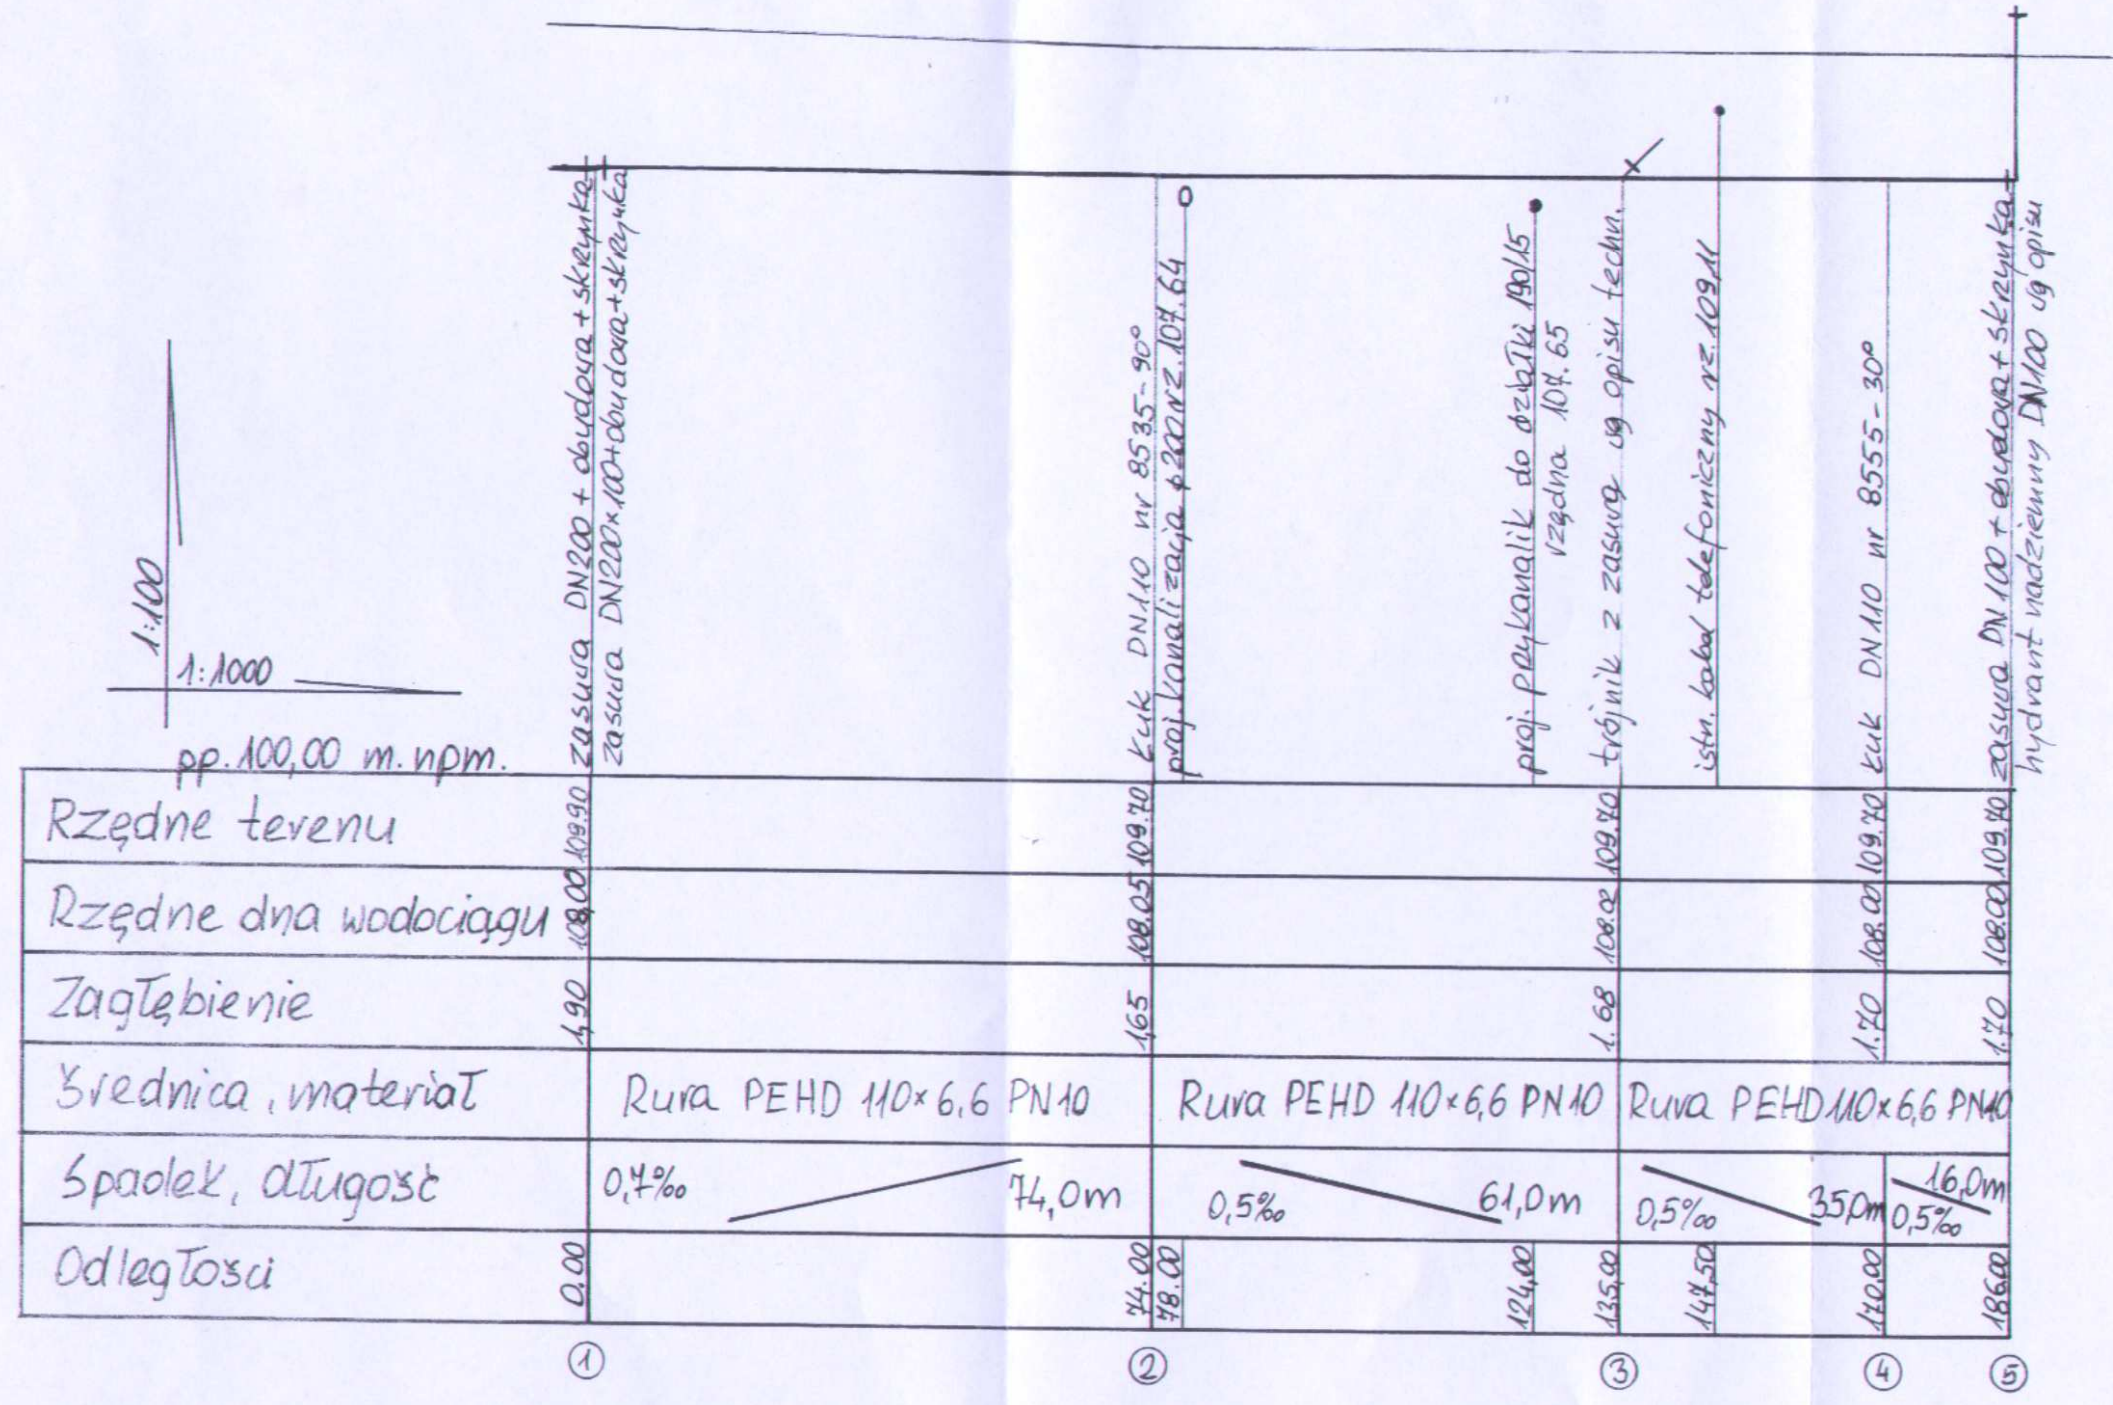 1:100
1:1000
pp. 100,00 m. npm.
zasuwa DN200 + obudowa + skrzynka
zasuwa DN200×100+obudowa+skrzynka
Łuk DN110 nr 8535-90°
proj. kanalizacja φ200 rz. 107.64
proj przykanalik do działki 190/15
rzędna 107.65
trójnik z zasuwą wg opisu techn.
istn. kabel telefoniczny rz. 109,11
Łuk DN110 nr 8555-30°
zasuwa DN100 + obudowa + skrzynka
hydrant nadziemny DN100 wg opisu
Rzędne terenu 109.90 109.70 109.70 109.70 109.70
Rzędne dna wodociągu 108,00 108.05 108.02 108.00 108.00
Zagłębienie 1,90 1,65 1.68 1.70 1.70
Średnica, materiał Rura PEHD 110×6,6 PN10 Rura PEHD 110×6,6 PN10 Rura PEHD 110×6,6 PN10
Spadek, długość 0,7‰ 74,0m 0,5‰ 61,0m 0,5‰ 35,0m 16,0m 0,5‰
Odległości 0.00 74.00 78.00 124,00 135,00 147,50 170,00 186,00
1 2 3 4 5